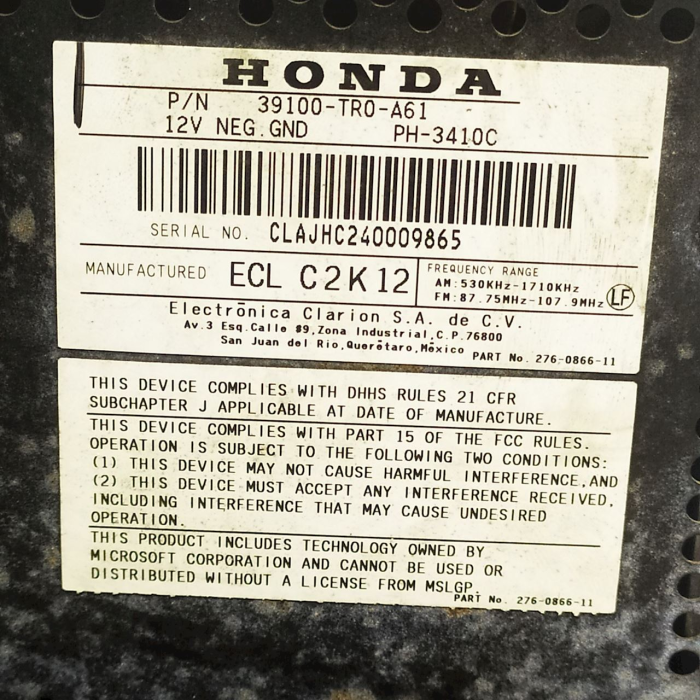 HONDA
P/N 39100-TR0-A61
12V NEG.GND PH-3410C
SERIAL NO. CLAJHC240009865
MANUFACTURED ECL C2K12
FREQUENCY RANGE
AM:530KHz-1710KHz
FM:87.75MHz-107.9MHz LF
Electrōnica Clarion S.A. de C.V.
Av.3 Esq.Calle #9,Zona Industrial,C.P.76800
San Juan del Rio,Querétaro,México
PART No. 276-0866-11
THIS DEVICE COMPLIES WITH DHHS RULES 21 CFR
SUBCHAPTER J APPLICABLE AT DATE OF MANUFACTURE.
THIS DEVICE COMPLIES WITH PART 15 OF THE FCC RULES.
OPERATION IS SUBJECT TO THE FOLLOWING TWO CONDITIONS:
(1) THIS DEVICE MAY NOT CAUSE HARMFUL INTERFERENCE,AND
(2) THIS DEVICE MUST ACCEPT ANY INTERFERENCE RECEIVED,
INCLUDING INTERFERENCE THAT MAY CAUSE UNDESIRED
OPERATION.
THIS PRODUCT INCLUDES TECHNOLOGY OWNED BY
MICROSOFT CORPORATION AND CANNOT BE USED OR
DISTRIBUTED WITHOUT A LICENSE FROM MSLGP.
PART No. 276-0866-11